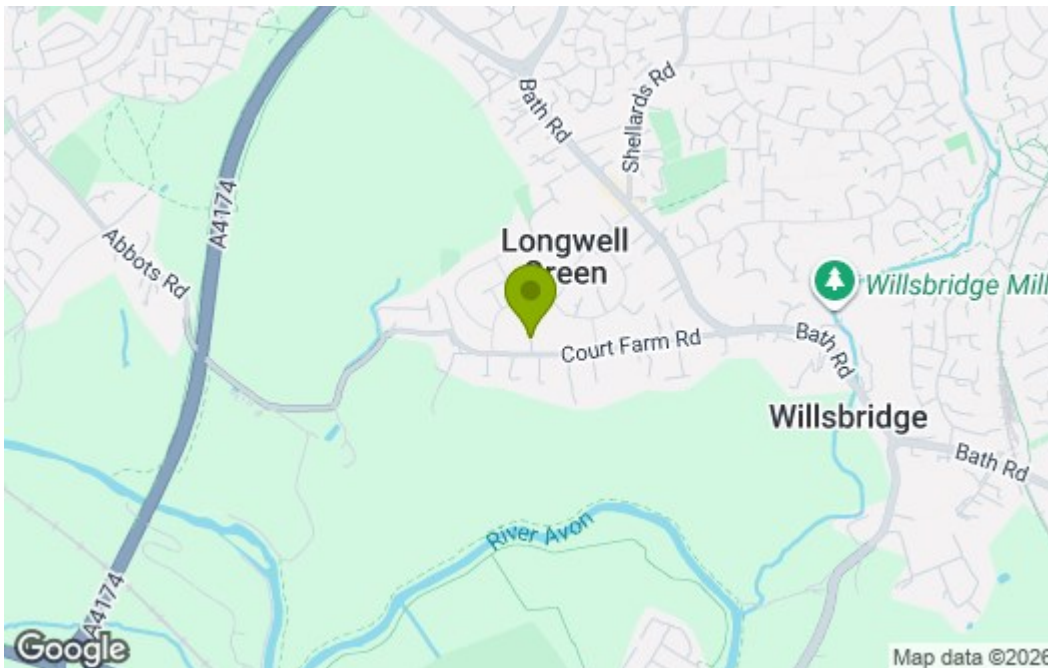 Bath Rd
Shellards Rd
A4174
Abbots Rd
Longwell
Green
Willsbridge Mill
Court Farm Rd
Bath Rd
Willsbridge
Bath Rd
River Avon
A4174
Google
Map data ©2026